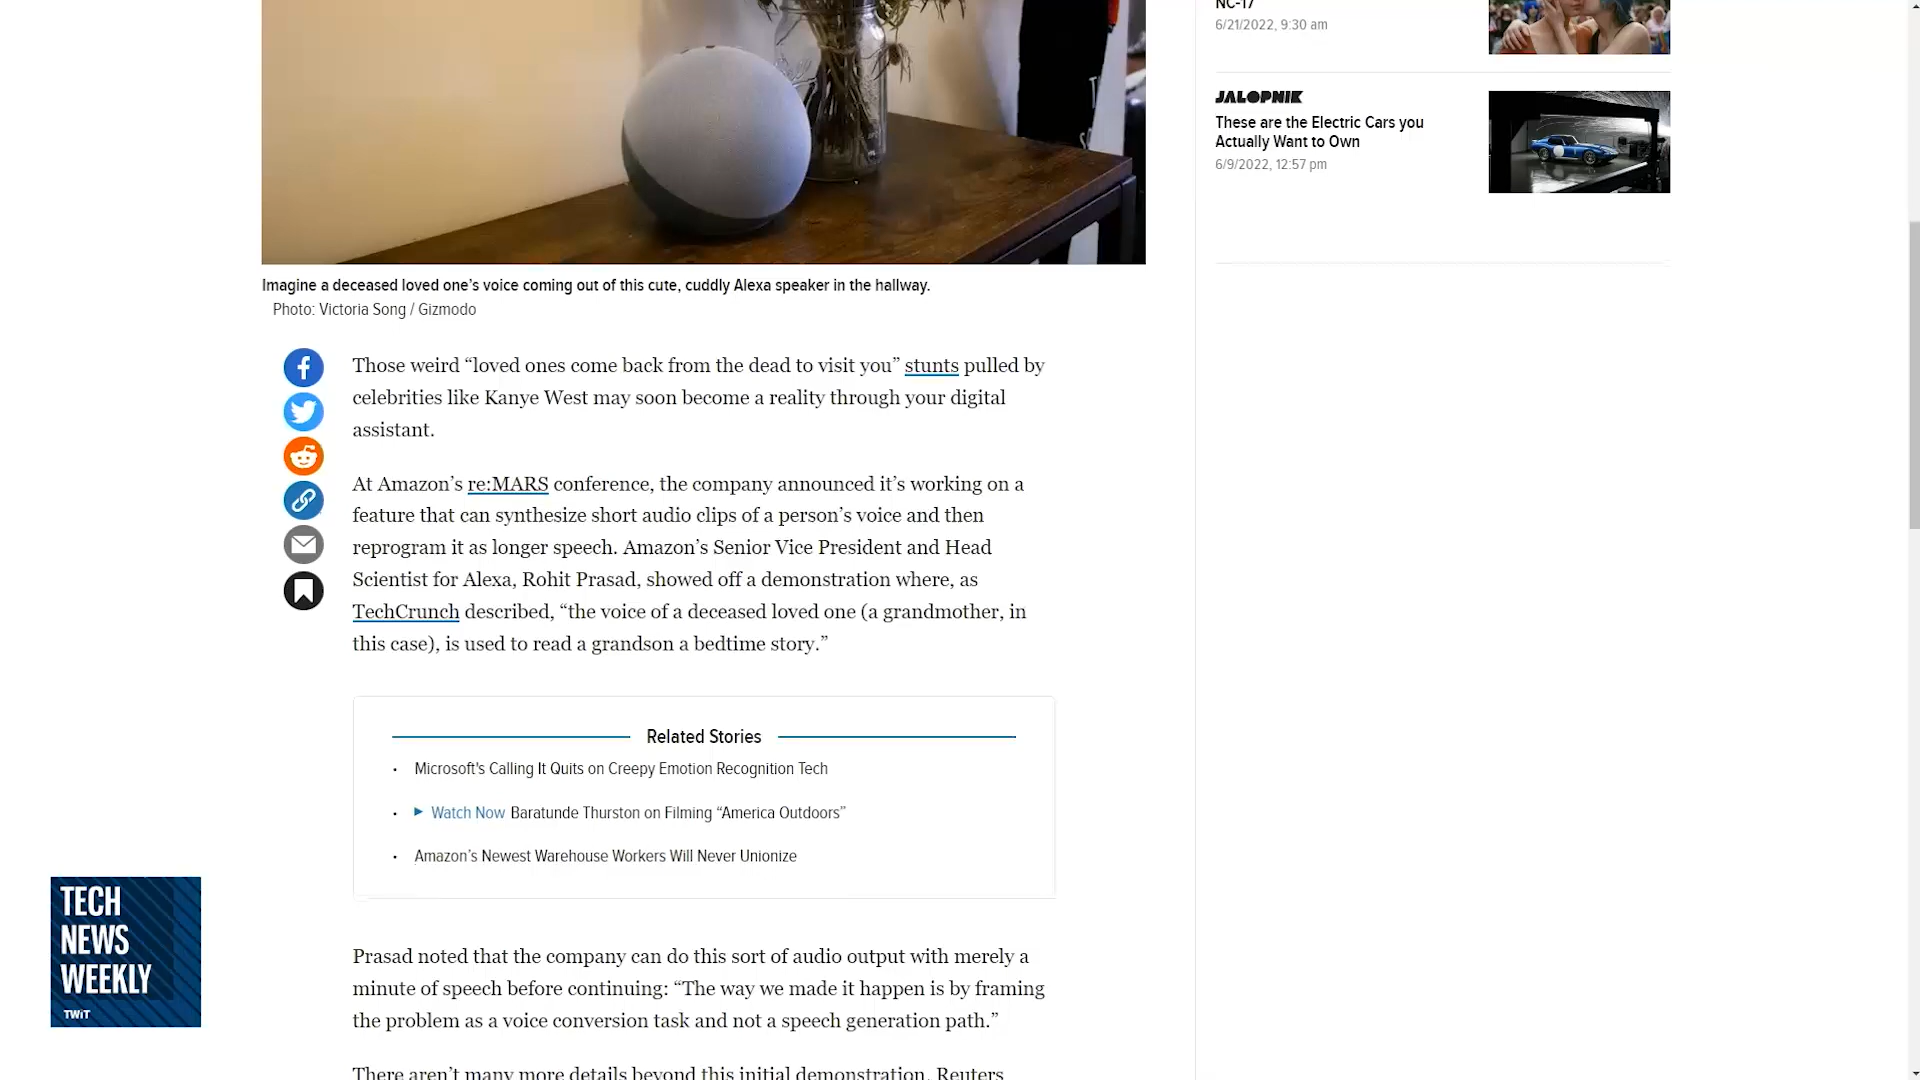 NC-17
6/21/2022, 9:30 am
JALOPNIK
These are the Electric Cars you
Actually Want to Own
6/9/2022, 12:57 pm
Imagine a deceased loved one’s voice coming out of this cute, cuddly Alexa speaker in the hallway.
Photo: Victoria Song / Gizmodo
Those weird “loved ones come back from the dead to visit you” stunts pulled by
celebrities like Kanye West may soon become a reality through your digital
assistant.
At Amazon’s re:MARS conference, the company announced it’s working on a
feature that can synthesize short audio clips of a person’s voice and then
reprogram it as longer speech. Amazon’s Senior Vice President and Head
Scientist for Alexa, Rohit Prasad, showed off a demonstration where, as
TechCrunch described, “the voice of a deceased loved one (a grandmother, in
this case), is used to read a grandson a bedtime story.”
Related Stories
• Microsoft's Calling It Quits on Creepy Emotion Recognition Tech
• Watch Now Baratunde Thurston on Filming “America Outdoors”
• Amazon’s Newest Warehouse Workers Will Never Unionize
Prasad noted that the company can do this sort of audio output with merely a
minute of speech before continuing: “The way we made it happen is by framing
the problem as a voice conversion task and not a speech generation path.”
There aren’t many more details beyond this initial demonstration. Reuters
TECH
NEWS
WEEKLY
TWiT